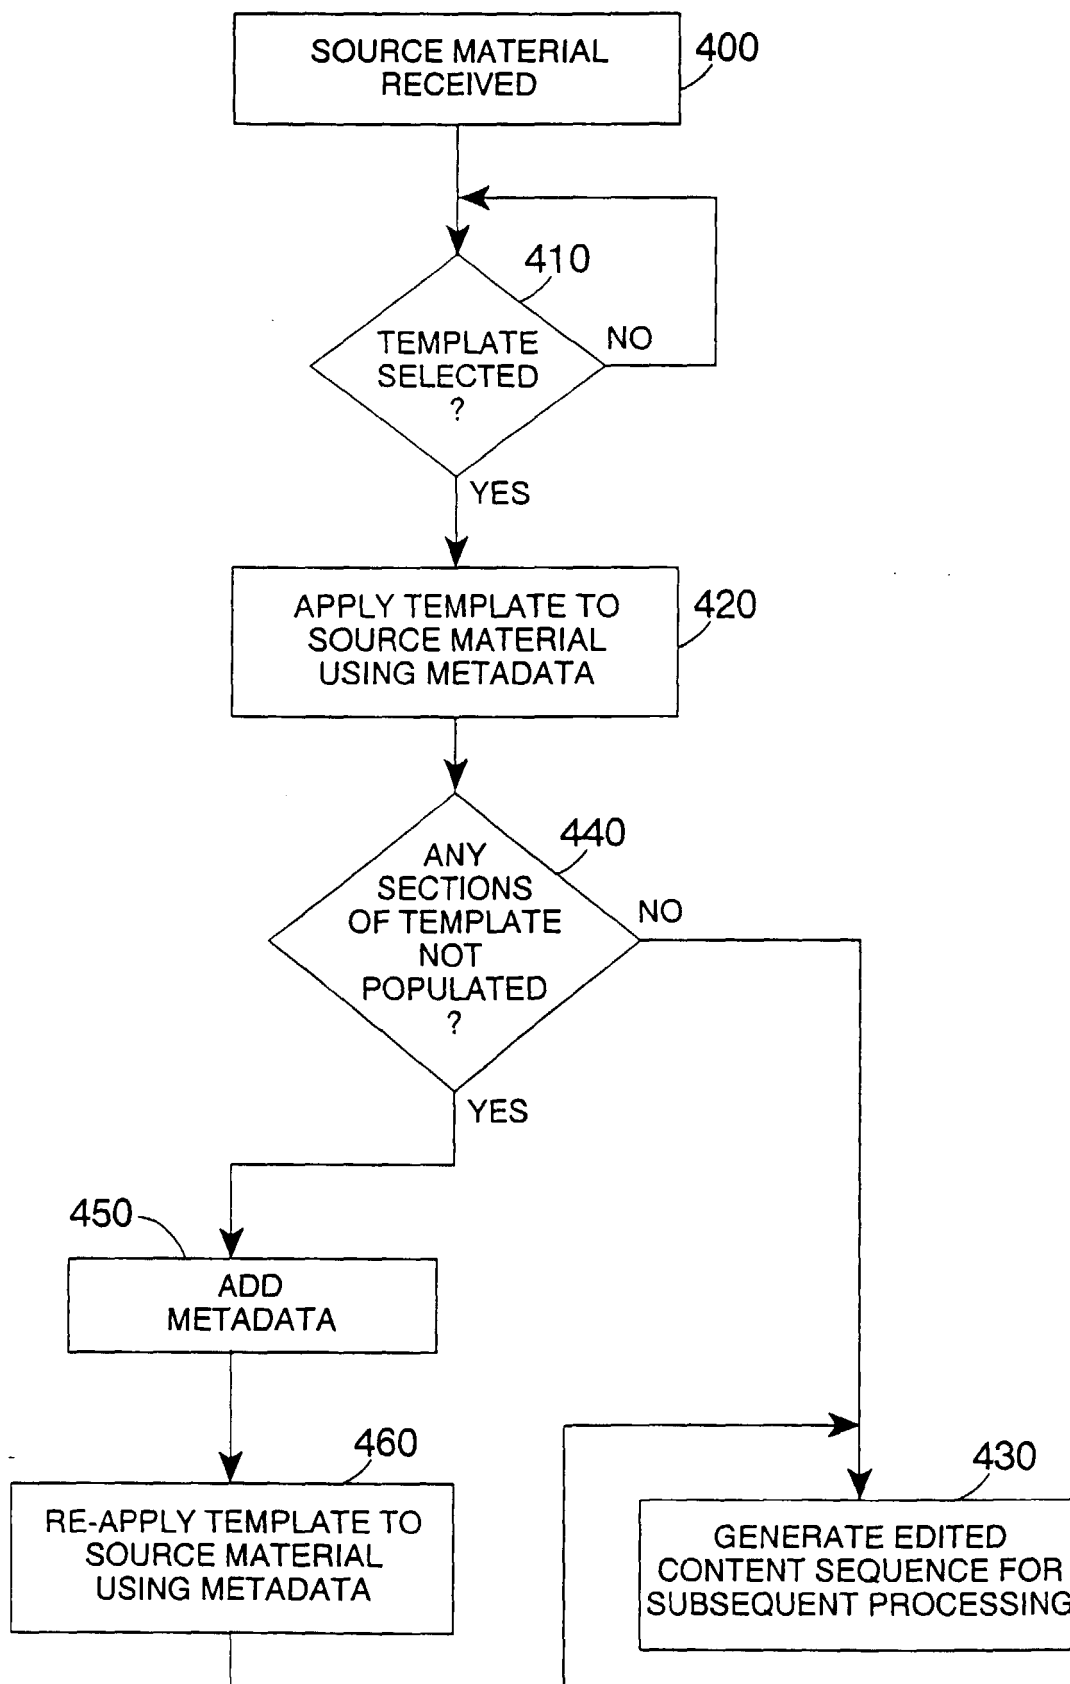 SOURCE MATERIAL
RECEIVED
400
410
TEMPLATE
SELECTED
?
NO
YES
APPLY TEMPLATE TO
SOURCE MATERIAL
USING METADATA
420
440
ANY
SECTIONS
OF TEMPLATE
NOT
POPULATED
?
NO
YES
450
ADD
METADATA
460
RE-APPLY TEMPLATE TO
SOURCE MATERIAL
USING METADATA
430
GENERATE EDITED
CONTENT SEQUENCE FOR
SUBSEQUENT PROCESSING